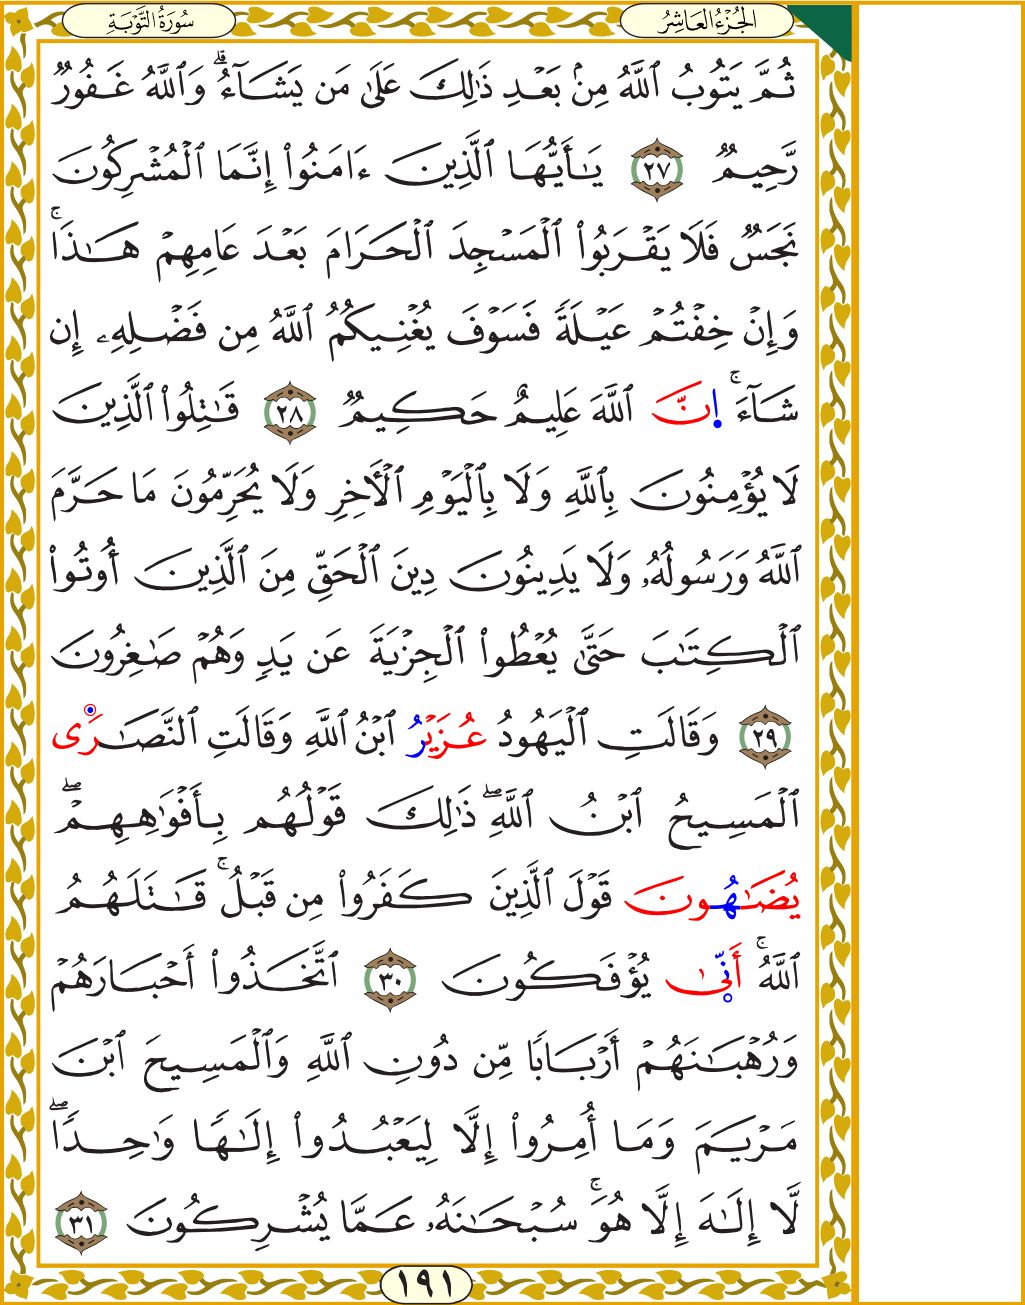 الجُزْءُ العَاشِرُ
سُورَةُ التَّوْبَةِ
ثُمَّ يَتُوبُ ٱللَّهُ مِنۢ بَعۡدِ ذَٰلِكَ عَلَىٰ مَن يَشَآءُۗ وَٱللَّهُ غَفُورٞ
رَّحِيمٞ ٢٧ يَٰٓأَيُّهَا ٱلَّذِينَ ءَامَنُوٓاْ إِنَّمَا ٱلۡمُشۡرِكُونَ
نَجَسٞ فَلَا يَقۡرَبُواْ ٱلۡمَسۡجِدَ ٱلۡحَرَامَ بَعۡدَ عَامِهِمۡ هَٰذَاۚ
وَإِنۡ خِفۡتُمۡ عَيۡلَةٗ فَسَوۡفَ يُغۡنِيكُمُ ٱللَّهُ مِن فَضۡلِهِۦٓ إِن
شَآءَۚ إِنَّ ٱللَّهَ عَلِيمٌ حَكِيمٞ ٢٨ قَٰتِلُواْ ٱلَّذِينَ
لَا يُؤۡمِنُونَ بِٱللَّهِ وَلَا بِٱلۡيَوۡمِ ٱلۡأٓخِرِ وَلَا يُحَرِّمُونَ مَا حَرَّمَ
ٱللَّهُ وَرَسُولُهُۥ وَلَا يَدِينُونَ دِينَ ٱلۡحَقِّ مِنَ ٱلَّذِينَ أُوتُواْ
ٱلۡكِتَٰبَ حَتَّىٰ يُعۡطُواْ ٱلۡجِزۡيَةَ عَن يَدٖ وَهُمۡ صَٰغِرُونَ
٢٩ وَقَالَتِ ٱلۡيَهُودُ عُزَيۡرُ ٱبۡنُ ٱللَّهِ وَقَالَتِ ٱلنَّصَٰرَى
ٱلۡمَسِيحُ ٱبۡنُ ٱللَّهِۖ ذَٰلِكَ قَوۡلُهُم بِأَفۡوَٰهِهِمۡۖ
يُضَٰهُونَ قَوۡلَ ٱلَّذِينَ كَفَرُواْ مِن قَبۡلُۚ قَٰتَلَهُمُ
ٱللَّهُۖ أَنَّىٰ يُؤۡفَكُونَ ٣٠ ٱتَّخَذُوٓاْ أَحۡبَارَهُمۡ
وَرُهۡبَٰنَهُمۡ أَرۡبَابٗا مِّن دُونِ ٱللَّهِ وَٱلۡمَسِيحَ ٱبۡنَ
مَرۡيَمَ وَمَآ أُمِرُوٓاْ إِلَّا لِيَعۡبُدُوٓاْ إِلَٰهٗا وَٰحِدٗاۖ
لَّآ إِلَٰهَ إِلَّا هُوَۚ سُبۡحَٰنَهُۥ عَمَّا يُشۡرِكُونَ ٣١
١٩١